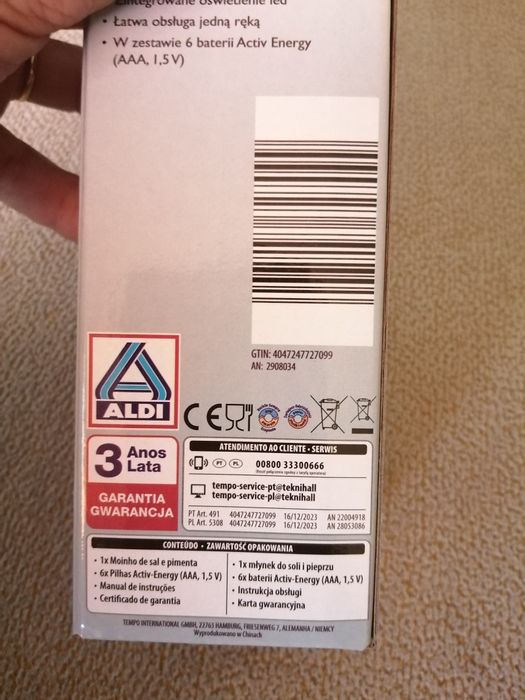 Zintegrowane oświetlenie led
• Łatwa obsługa jedną ręką
• W zestawie 6 baterii Activ Energy
(AAA, 1,5 V)
GTIN: 4047247727099
AN: 2908034
ALDI
CE
3 Anos
Lata
GARANTIA
GWARANCJA
ATENDIMENTO AO CLIENTE • SERWIS
PT PL 00800 33300666
tempo-service-pt@teknihall
tempo-service-pl@teknihall
PT Art. 491 4047247727099 16/12/2023 AN 22004918
PL Art. 5308 4047247727099 16/12/2023 AN 28053086
CONTEÚDO • ZAWARTOŚĆ OPAKOWANIA
• 1x Moinho de sal e pimenta
• 6x Pilhas Activ-Energy (AAA, 1,5 V)
• Manual de instruções
• Certificado de garantia
• 1x młynek do soli i pieprzu
• 6x baterii Activ-Energy (AAA, 1,5 V)
• Instrukcja obsługi
• Karta gwarancyjna
TEMPO INTERNATIONAL GMBH, 22763 HAMBURG, FRIESENWEG 7, ALEMANHA / NIEMCY
Wyprodukowano w Chinach